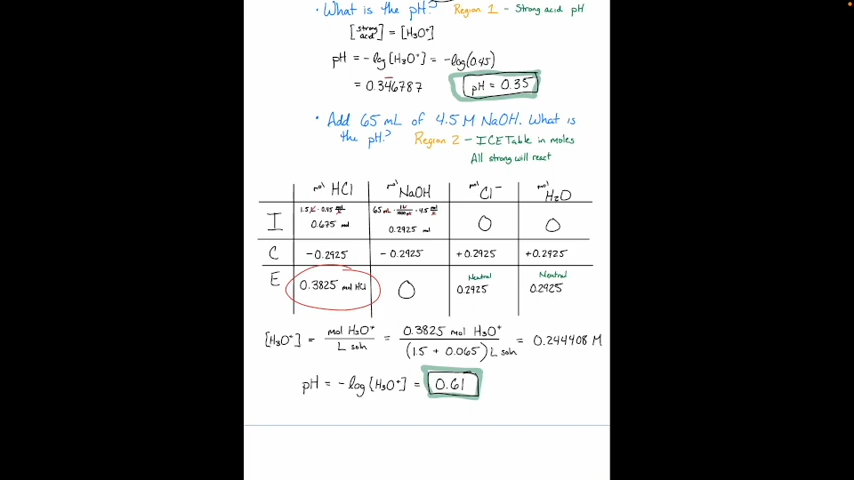 • What is the pH? Region 1 - Strong acid pH
[strong acid] = [H₃O⁺]
pH = -log[H₃O⁺] = -log(0.45)
= 0.346787 pH = 0.35
• Add 65 mL of 4.5 M NaOH. What is
the pH? Region 2 - ICE Table in moles
All strong will react
mol HCl mol NaOH mol Cl⁻ mol H₂O
1.5 L · 0.45 mol/L 65 mL · 1L/1000mL · 4.5 mol/L
I 0.675 mol 0.2925 mol 0 0
C -0.2925 -0.2925 +0.2925 +0.2925
E Neutral Neutral
0.3825 mol HCl 0 0.2925 0.2925
[H₃O⁺] = mol H₃O⁺ / L soln = 0.3825 mol H₃O⁺ / (1.5 + 0.065) L soln = 0.244408 M
pH = -log[H₃O⁺] = 0.61